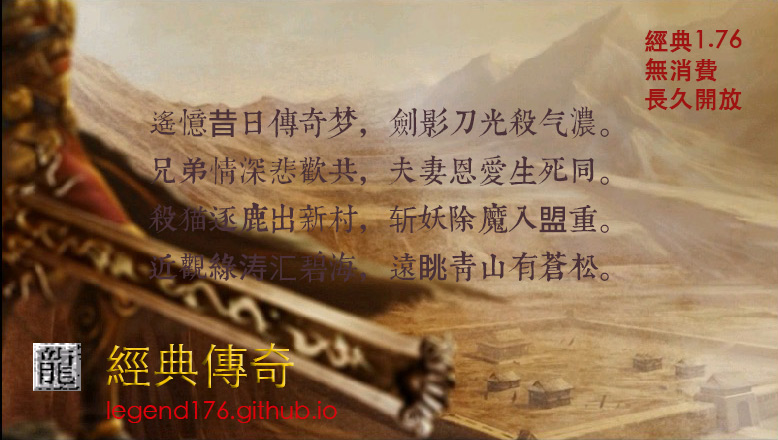 經典1.76
無消費
長久開放
遙憶昔日傳奇梦，劍影刀光殺气濃。
兄弟情深悲歡共，夫妻恩愛生死同。
殺猫逐鹿出新村，斩妖除魔入盟重。
近觀綠涛汇碧海，遠眺青山有蒼松。
龍
經典傳奇
legend176.github.io